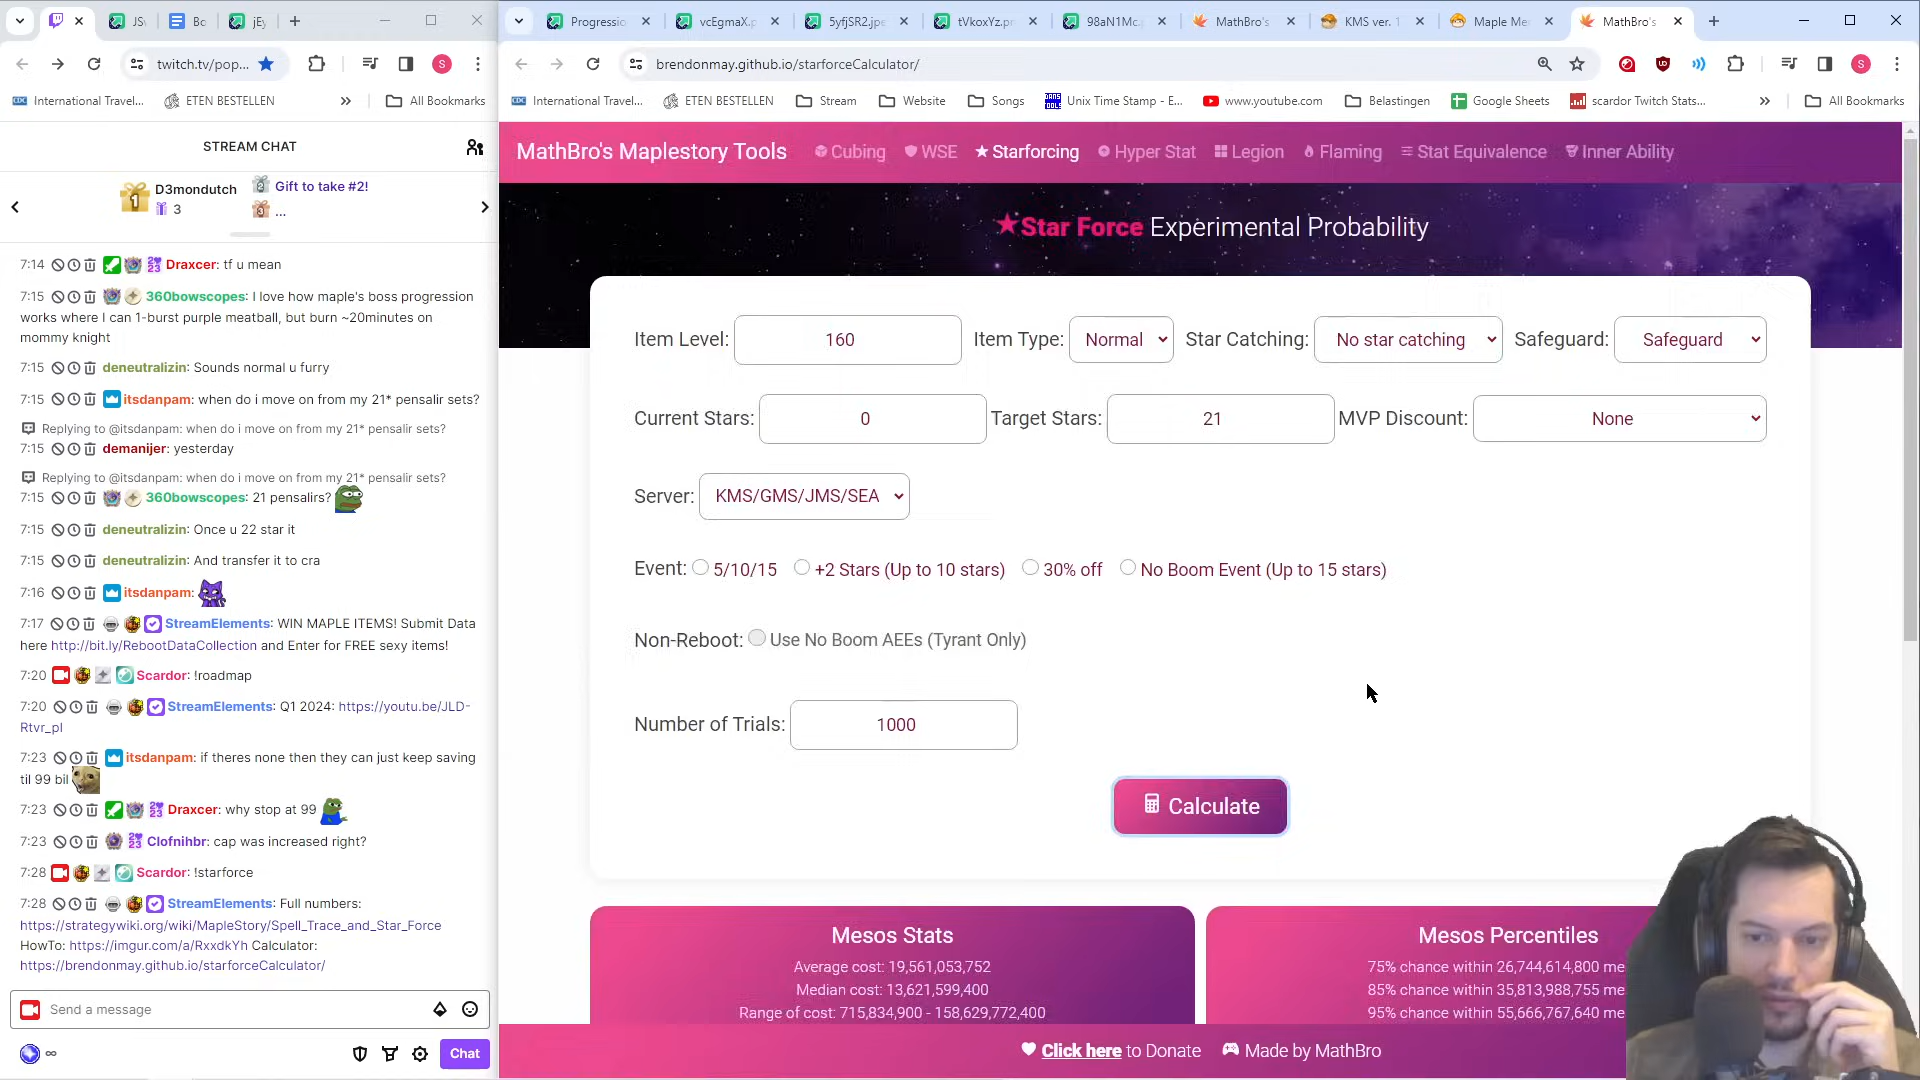 JS
Bo
jEy
twitch.tv/pop...
S
International Travel...
ETEN BESTELLEN
»
All Bookmarks
STREAM CHAT
1
D3mondutch
3
Gift to take #2!
...
7:14 Draxcer: tf u mean
7:15 360bowscopes: I love how maple's boss progression
works where I can 1-burst purple meatball, but burn ~20minutes on
mommy knight
7:15 deneutralizin: Sounds normal u furry
7:15 itsdanpam: when do i move on from my 21* pensalir sets?
Replying to @itsdanpam: when do i move on from my 21* pensalir sets?
7:15 demanijer: yesterday
Replying to @itsdanpam: when do i move on from my 21* pensalir sets?
7:15 360bowscopes: 21 pensalirs?
7:15 deneutralizin: Once u 22 star it
7:15 deneutralizin: And transfer it to cra
7:16 itsdanpam:
7:17 StreamElements: WIN MAPLE ITEMS! Submit Data
here http://bit.ly/RebootDataCollection and Enter for FREE sexy items!
7:20 Scardor: !roadmap
7:20 StreamElements: Q1 2024: https://youtu.be/JLD-
Rtvr_pI
7:23 itsdanpam: if theres none then they can just keep saving
til 99 bil
7:23 Draxcer: why stop at 99
7:23 Clofnihbr: cap was increased right?
7:28 Scardor: !starforce
7:28 StreamElements: Full numbers:
https://strategywiki.org/wiki/MapleStory/Spell_Trace_and_Star_Force
HowTo: https://imgur.com/a/RxxdkYh Calculator:
https://brendonmay.github.io/starforceCalculator/
Send a message
∞
Chat
Progressio
vcEgmaX.p
5yfjSR2.jpe
tVkoxYz.pn
98aN1Mc.p
MathBro's
KMS ver. 1
Maple Me
MathBro's
brendonmay.github.io/starforceCalculator/
S
International Travel...
ETEN BESTELLEN
Stream
Website
Songs
Unix Time Stamp - E...
www.youtube.com
Belastingen
Google Sheets
scardor Twitch Stats...
»
All Bookmarks
MathBro's Maplestory Tools
Cubing
WSE
Starforcing
Hyper Stat
Legion
Flaming
Stat Equivalence
Inner Ability
Star Force Experimental Probability
Item Level: 160 Item Type: Normal Star Catching: No star catching Safeguard: Safeguard
Current Stars: 0 Target Stars: 21 MVP Discount: None
Server: KMS/GMS/JMS/SEA
Event: 5/10/15 +2 Stars (Up to 10 stars) 30% off No Boom Event (Up to 15 stars)
Non-Reboot: Use No Boom AEEs (Tyrant Only)
Number of Trials: 1000
Calculate
Mesos Stats
Average cost: 19,561,053,752
Median cost: 13,621,599,400
Range of cost: 715,834,900 - 158,629,772,400
Mesos Percentiles
75% chance within 26,744,614,800 me
85% chance within 35,813,988,755 me
95% chance within 55,666,767,640 me
Click here to Donate Made by MathBro